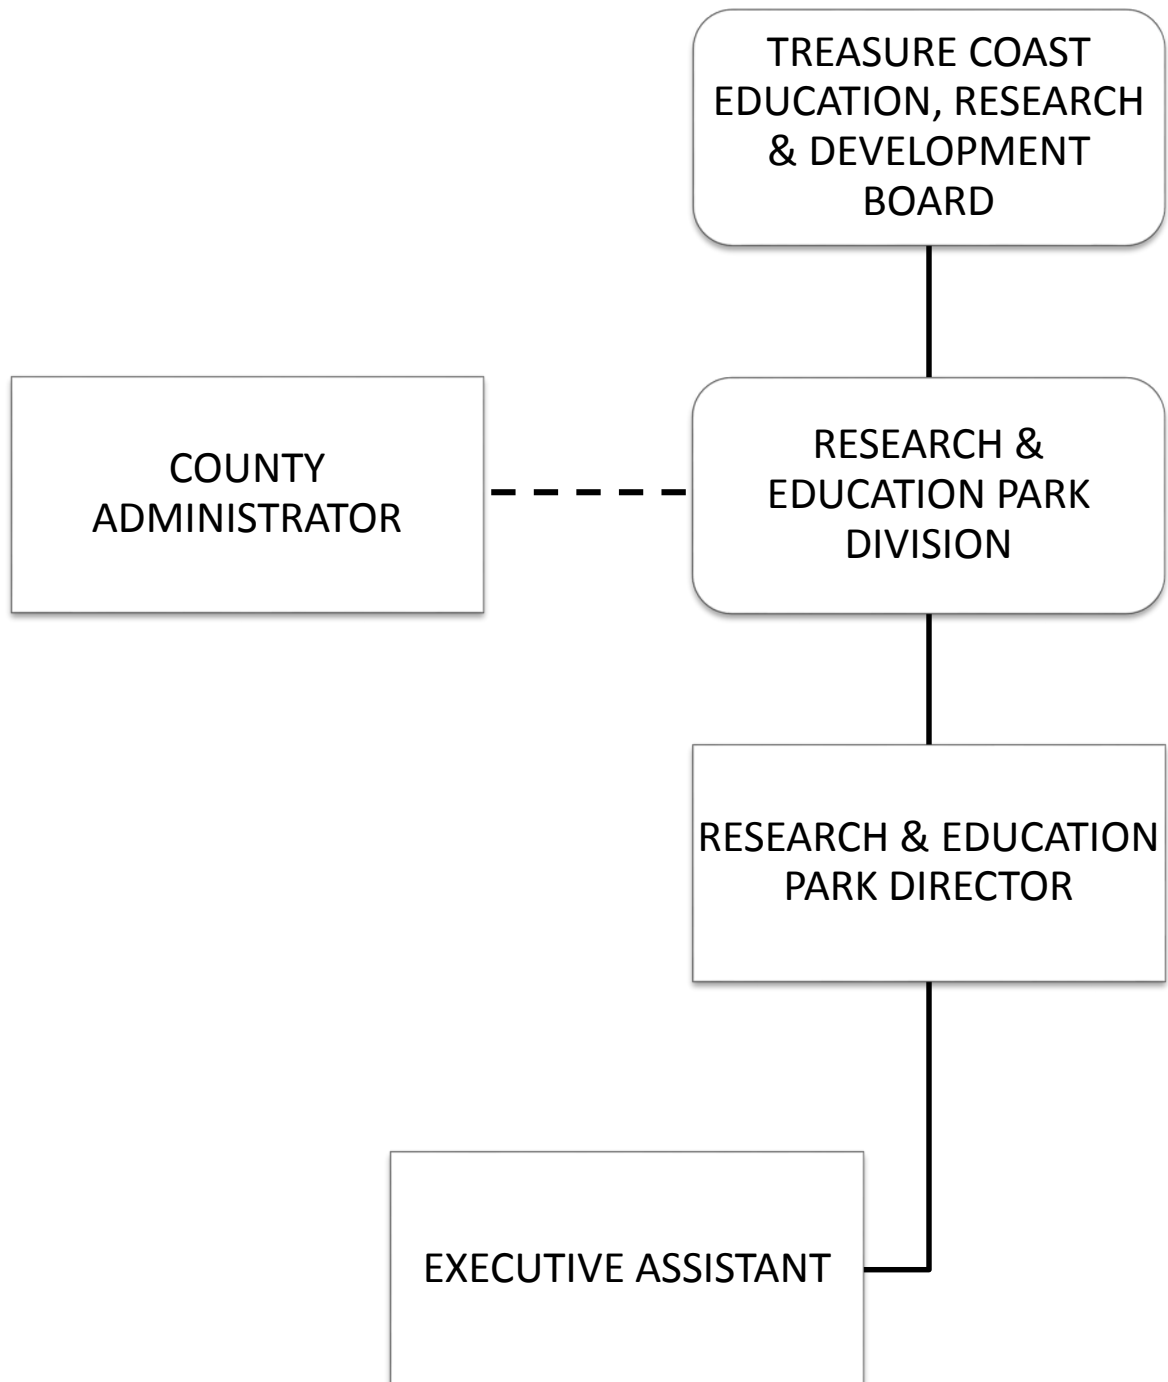 TREASURE COAST
EDUCATION, RESEARCH
& DEVELOPMENT
BOARD
COUNTY
ADMINISTRATOR
RESEARCH &
EDUCATION PARK
DIVISION
RESEARCH & EDUCATION
PARK DIRECTOR
EXECUTIVE ASSISTANT